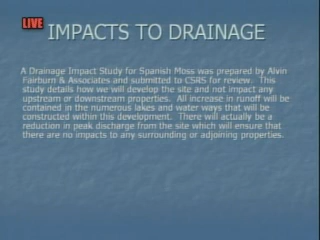 LIVE
IMPACTS TO DRAINAGE
A Drainage Impact Study for Spanish Moss was prepared by Alvin
Fairburn & Associates and submitted to CSRS for review. This
study details how we will develop the site and not impact any
upstream or downstream properties. All increase in runoff will be
contained in the numerous lakes and water ways that will be
constructed within this development. There will actually be a
reduction in peak discharge from the site which will ensure that
there are no impacts to any surrounding or adjoining properties.